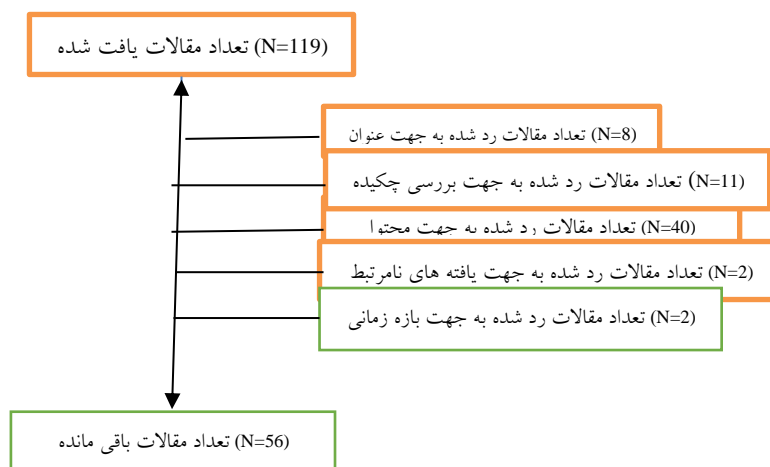 تعداد مقالات یافت شده (N=119)
تعداد مقالات رد شده به جهت عنوان (N=8)
تعداد مقالات رد شده به جهت بررسی چکیده (N=11)
تعداد مقالات رد شده به جهت محتوا (N=40)
تعداد مقالات رد شده به جهت یافته های نامرتبط (N=2)
تعداد مقالات رد شده به جهت بازه زمانی (N=2)
تعداد مقالات باقی مانده (N=56)